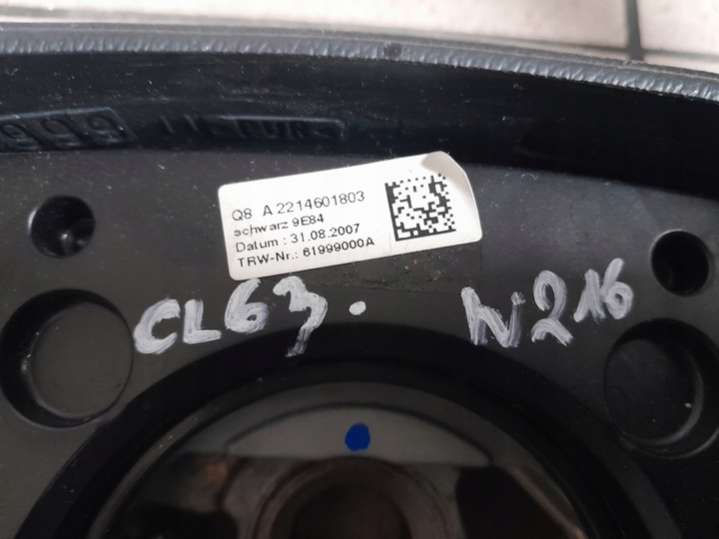 Q8 A 2214601803
schwarz 9E84
Datum : 31.08.2007
TRW-Nr.: 61999000A
CL63. W216